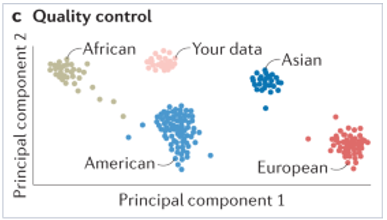 c Quality control
African
Your data
Asian
American
European
Principal component 2
Principal component 1